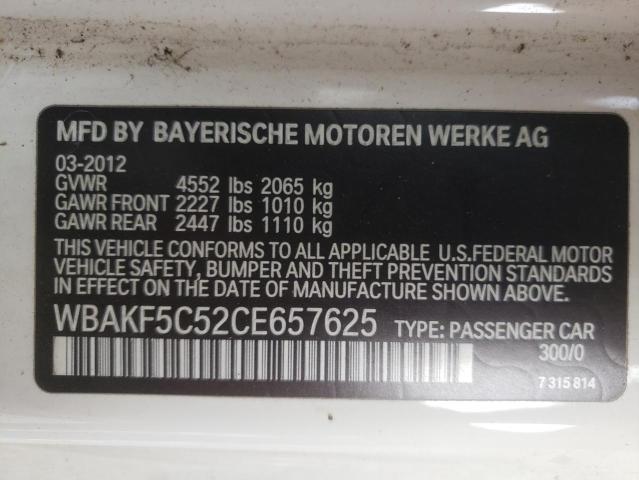 MFD BY BAYERISCHE MOTOREN WERKE AG
03-2012
GVWR 4552 lbs 2065 kg
GAWR FRONT 2227 lbs 1010 kg
GAWR REAR 2447 lbs 1110 kg
THIS VEHICLE CONFORMS TO ALL APPLICABLE U.S.FEDERAL MOTOR
VEHICLE SAFETY, BUMPER AND THEFT PREVENTION STANDARDS
IN EFFECT ON THE DATE OF MANUFACTURE SHOWN ABOVE.
WBAKF5C52CE657625 TYPE: PASSENGER CAR
300/0
7315814